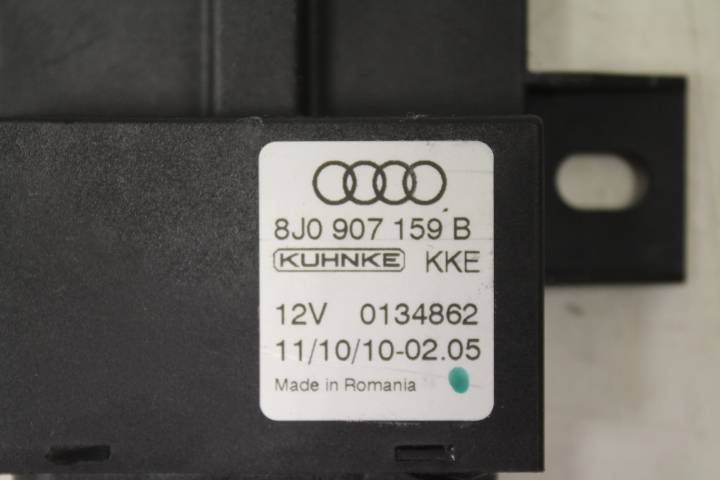 8J0 907 159 B
KUHNKE KKE
12V 0134862
11/10/10-02.05
Made in Romania